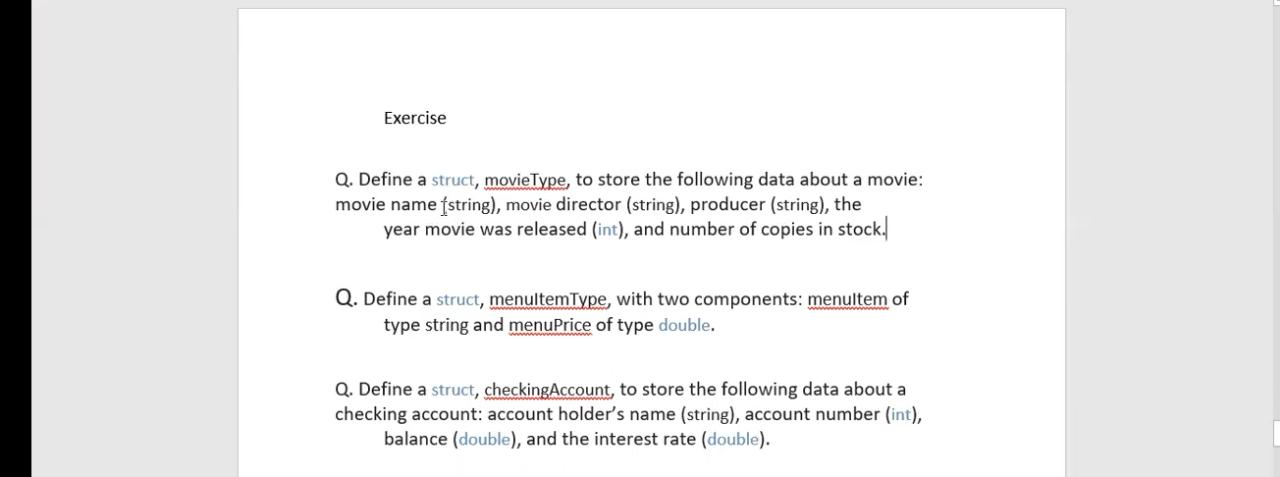 Exercise
Q. Define a struct, movieType, to store the following data about a movie:
movie name (string), movie director (string), producer (string), the
year movie was released (int), and number of copies in stock.
Q. Define a struct, menuItemType, with two components: menuItem of
type string and menuPrice of type double.
Q. Define a struct, checkingAccount, to store the following data about a
checking account: account holder’s name (string), account number (int),
balance (double), and the interest rate (double).